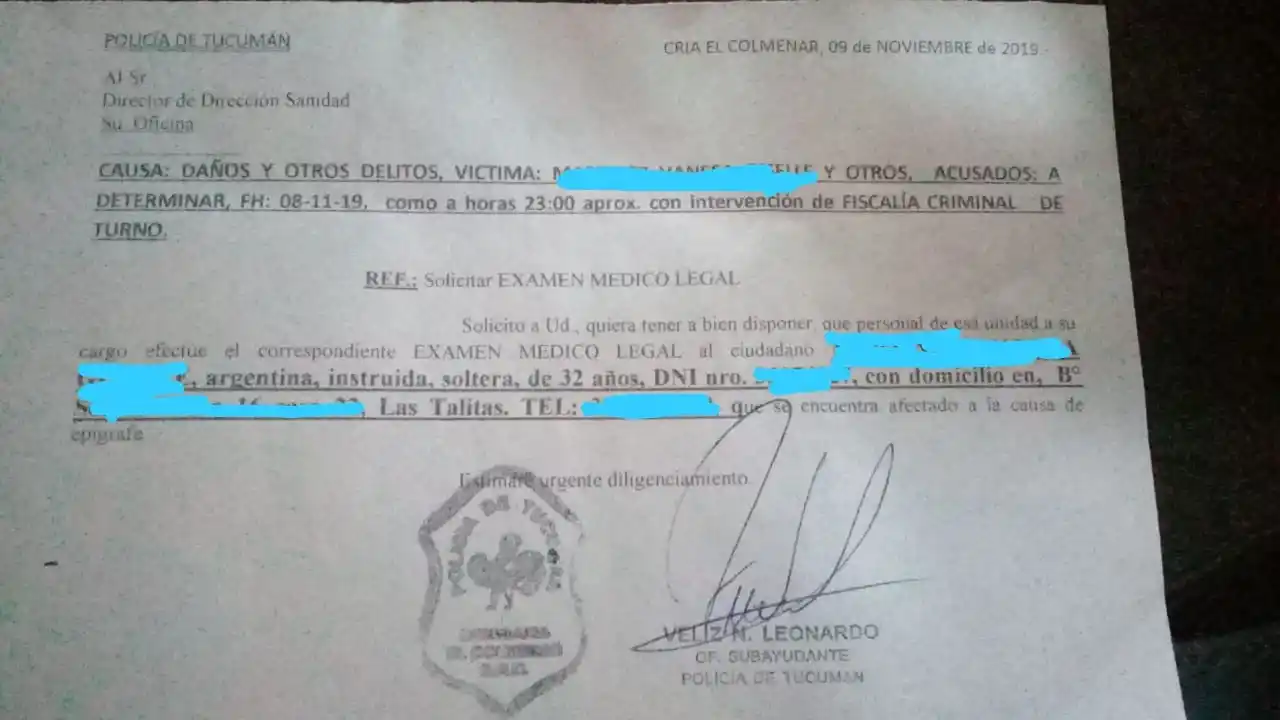 POLICÍA DE TUCUMÁN
CRIA EL COLMENAR, 09 de NOVIEMBRE de 2019.-
Al Sr
Director de Dirección Sanidad
Su Oficina
CAUSA: DAÑOS Y OTROS DELITOS, VICTIMA: Y OTROS, ACUSADOS: A
DETERMINAR, FH: 08-11-19, como a horas 23:00 aprox. con intervención de FISCALÍA CRIMINAL DE
TURNO.
REF.: Solicitar EXAMEN MEDICO LEGAL
Solicito a Ud., quiera tener a bien disponer, que personal de esa unidad a su
cargo efectue el correspondiente EXAMEN MEDICO LEGAL al ciudadano
, argentina, instruida, soltera, de 32 años, DNI nro. , con domicilio en, B°
, Las Talitas. TEL: que se encuentra afectado a la causa de
epigrafe
Estimaré urgente diligenciamiento
POLICIA DE TUCUMAN
VELIZ N. LEONARDO
OF. SUBAYUDANTE
POLICIA DE TUCUMAN